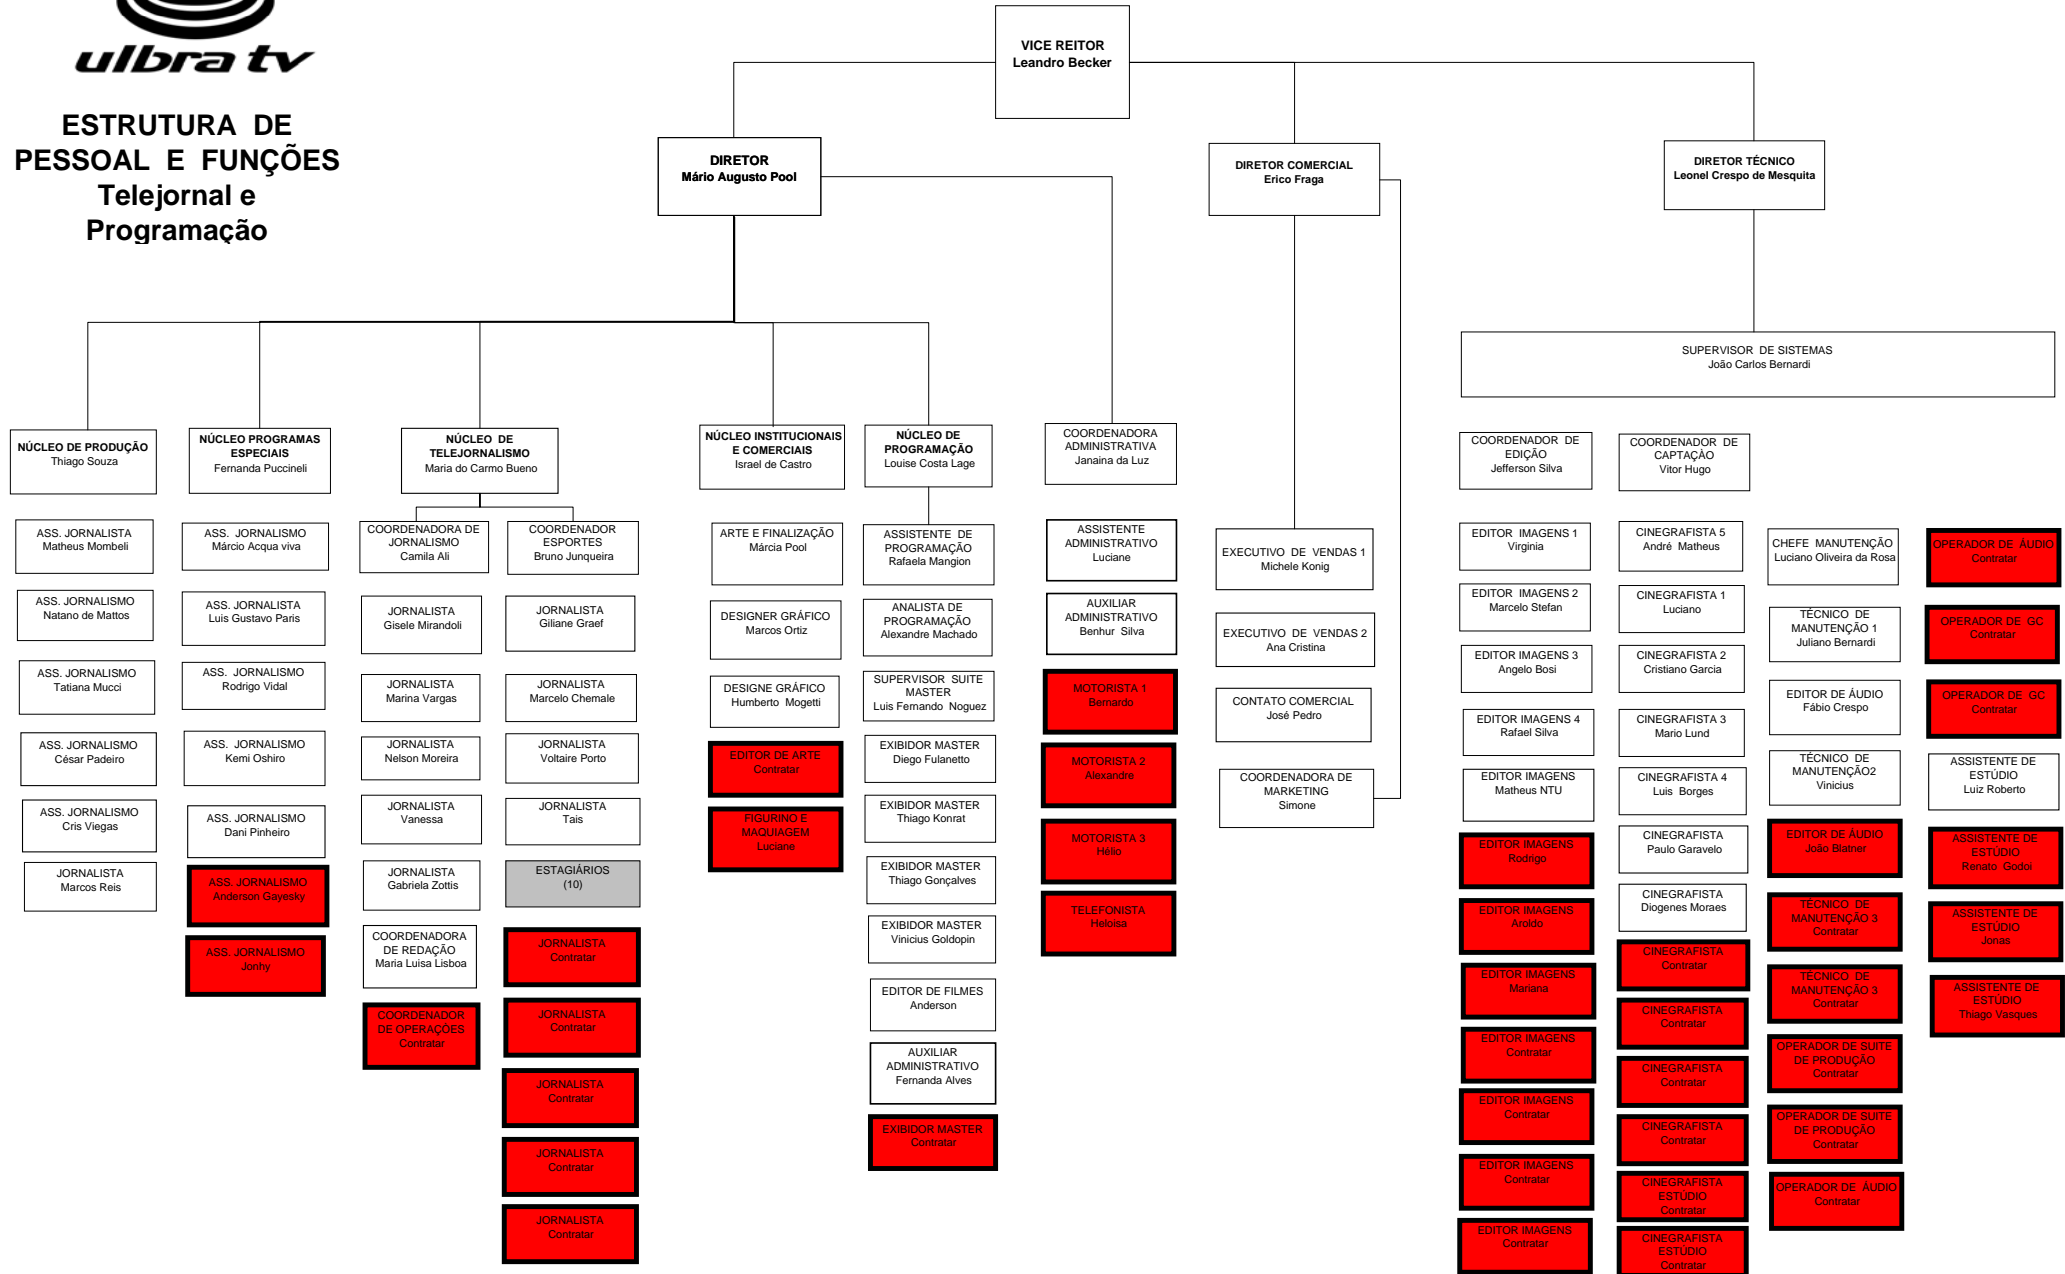 ulbra tv
ESTRUTURA DE
PESSOAL E FUNÇÕES
Telejornal e
Programação
VICE REITOR
Leandro Becker
DIRETOR
Mário Augusto Pool
DIRETOR COMERCIAL
Erico Fraga
DIRETOR TÉCNICO
Leonel Crespo de Mesquita
SUPERVISOR DE SISTEMAS
João Carlos Bernardi
NÚCLEO DE PRODUÇÃO
Thiago Souza
ASS. JORNALISTA
Matheus Mombeli
ASS. JORNALISMO
Natano de Mattos
ASS. JORNALISMO
Tatiana Mucci
ASS. JORNALISMO
César Padeiro
ASS. JORNALISMO
Cris Viegas
JORNALISTA
Marcos Reis
NÚCLEO PROGRAMAS
ESPECIAIS
Fernanda Puccineli
ASS. JORNALISMO
Márcio Acqua viva
ASS. JORNALISTA
Luis Gustavo Paris
ASS. JORNALISMO
Rodrigo Vidal
ASS. JORNALISMO
Kemi Oshiro
ASS. JORNALISMO
Dani Pinheiro
ASS. JORNALISMO
Anderson Gayesky
ASS. JORNALISMO
Jonhy
NÚCLEO DE
TELEJORNALISMO
Maria do Carmo Bueno
COORDENADORA DE
JORNALISMO
Camila Ali
JORNALISTA
Gisele Mirandoli
JORNALISTA
Marina Vargas
JORNALISTA
Nelson Moreira
JORNALISTA
Vanessa
JORNALISTA
Gabriela Zottis
COORDENADORA
DE REDAÇÃO
Maria Luisa Lisboa
COORDENADOR
DE OPERAÇÕES
Contratar
COORDENADOR
ESPORTES
Bruno Junqueira
JORNALISTA
Giliane Graef
JORNALISTA
Marcelo Chemale
JORNALISTA
Voltaire Porto
JORNALISTA
Tais
ESTAGIÁRIOS
(10)
JORNALISTA
Contratar
JORNALISTA
Contratar
JORNALISTA
Contratar
JORNALISTA
Contratar
JORNALISTA
Contratar
NÚCLEO INSTITUCIONAIS
E COMERCIAIS
Israel de Castro
ARTE E FINALIZAÇÃO
Márcia Pool
DESIGNER GRÁFICO
Marcos Ortiz
DESIGNE GRÁFICO
Humberto Mogetti
EDITOR DE ARTE
Contratar
FIGURINO E
MAQUIAGEM
Luciane
NÚCLEO DE
PROGRAMAÇÃO
Louise Costa Lage
ASSISTENTE DE
PROGRAMAÇÃO
Rafaela Mangion
ANALISTA DE
PROGRAMAÇÃO
Alexandre Machado
SUPERVISOR SUITE
MASTER
Luis Fernando Noguez
EXIBIDOR MASTER
Diego Fulanetto
EXIBIDOR MASTER
Thiago Konrat
EXIBIDOR MASTER
Thiago Gonçalves
EXIBIDOR MASTER
Vinicius Goldopin
EDITOR DE FILMES
Anderson
AUXILIAR
ADMINISTRATIVO
Fernanda Alves
EXIBIDOR MASTER
Contratar
COORDENADORA
ADMINISTRATIVA
Janaina da Luz
ASSISTENTE
ADMINISTRATIVO
Luciane
AUXILIAR
ADMINISTRATIVO
Benhur Silva
MOTORISTA 1
Bernardo
MOTORISTA 2
Alexandre
MOTORISTA 3
Hélio
TELEFONISTA
Heloisa
EXECUTIVO DE VENDAS 1
Michele Konig
EXECUTIVO DE VENDAS 2
Ana Cristina
CONTATO COMERCIAL
José Pedro
COORDENADORA DE
MARKETING
Simone
COORDENADOR DE
EDIÇÃO
Jefferson Silva
EDITOR IMAGENS 1
Virginia
EDITOR IMAGENS 2
Marcelo Stefan
EDITOR IMAGENS 3
Angelo Bosi
EDITOR IMAGENS 4
Rafael Silva
EDITOR IMAGENS
Matheus NTU
EDITOR IMAGENS
Rodrigo
EDITOR IMAGENS
Aroldo
EDITOR IMAGENS
Mariana
EDITOR IMAGENS
Contratar
EDITOR IMAGENS
Contratar
EDITOR IMAGENS
Contratar
EDITOR IMAGENS
Contratar
COORDENADOR DE
CAPTAÇÀO
Vitor Hugo
CINEGRAFISTA 5
André Matheus
CINEGRAFISTA 1
Luciano
CINEGRAFISTA 2
Cristiano Garcia
CINEGRAFISTA 3
Mario Lund
CINEGRAFISTA 4
Luis Borges
CINEGRAFISTA
Paulo Garavelo
CINEGRAFISTA
Diogenes Moraes
CINEGRAFISTA
Contratar
CINEGRAFISTA
Contratar
CINEGRAFISTA
Contratar
CINEGRAFISTA
Contratar
CINEGRAFISTA
ESTÚDIO
Contratar
CINEGRAFISTA
ESTÚDIO
Contratar
CHEFE MANUTENÇÃO
Luciano Oliveira da Rosa
TÉCNICO DE
MANUTENÇÃO 1
Juliano Bernardi
EDITOR DE ÁUDIO
Fábio Crespo
TÉCNICO DE
MANUTENÇÃO2
Vinicius
EDITOR DE ÁUDIO
João Biatner
TÉCNICO DE
MANUTENÇÃO 3
Contratar
TÉCNICO DE
MANUTENÇÃO 3
Contratar
OPERADOR DE SUITE
DE PRODUÇÃO
Contratar
OPERADOR DE SUITE
DE PRODUÇÃO
Contratar
OPERADOR DE ÁUDIO
Contratar
OPERADOR DE ÁUDIO
Contratar
OPERADOR DE GC
Contratar
OPERADOR DE GC
Contratar
ASSISTENTE DE
ESTÚDIO
Luiz Roberto
ASSISTENTE DE
ESTÚDIO
Renato Godoi
ASSISTENTE DE
ESTÚDIO
Jonas
ASSISTENTE DE
ESTÚDIO
Thiago Vasques